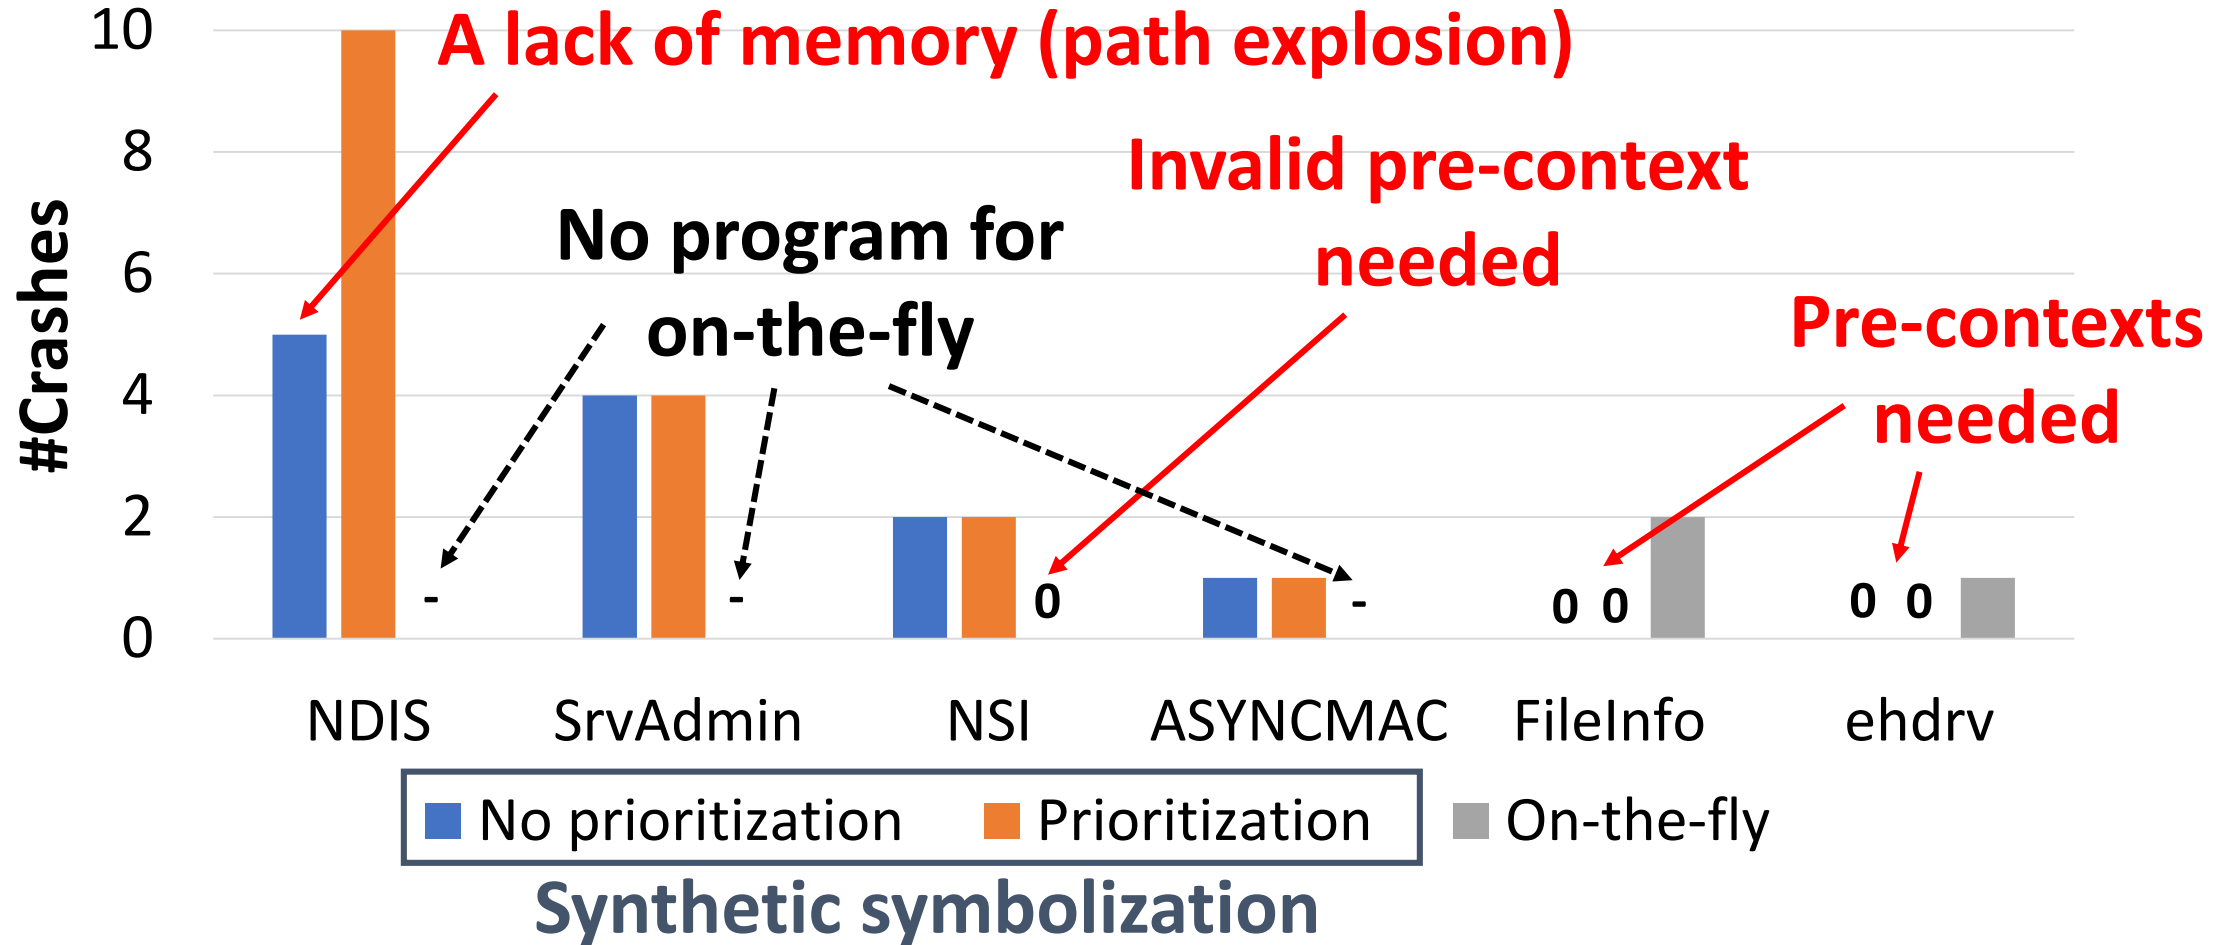 10
8
6
4
2
0
#Crashes
A lack of memory (path explosion)
Invalid pre-context
needed
No program for
on-the-fly
Pre-contexts
needed
-
-
0
-
0 0
0 0
NDIS
SrvAdmin
NSI
ASYNCMAC
FileInfo
ehdrv
No prioritization
Prioritization
On-the-fly
Synthetic symbolization